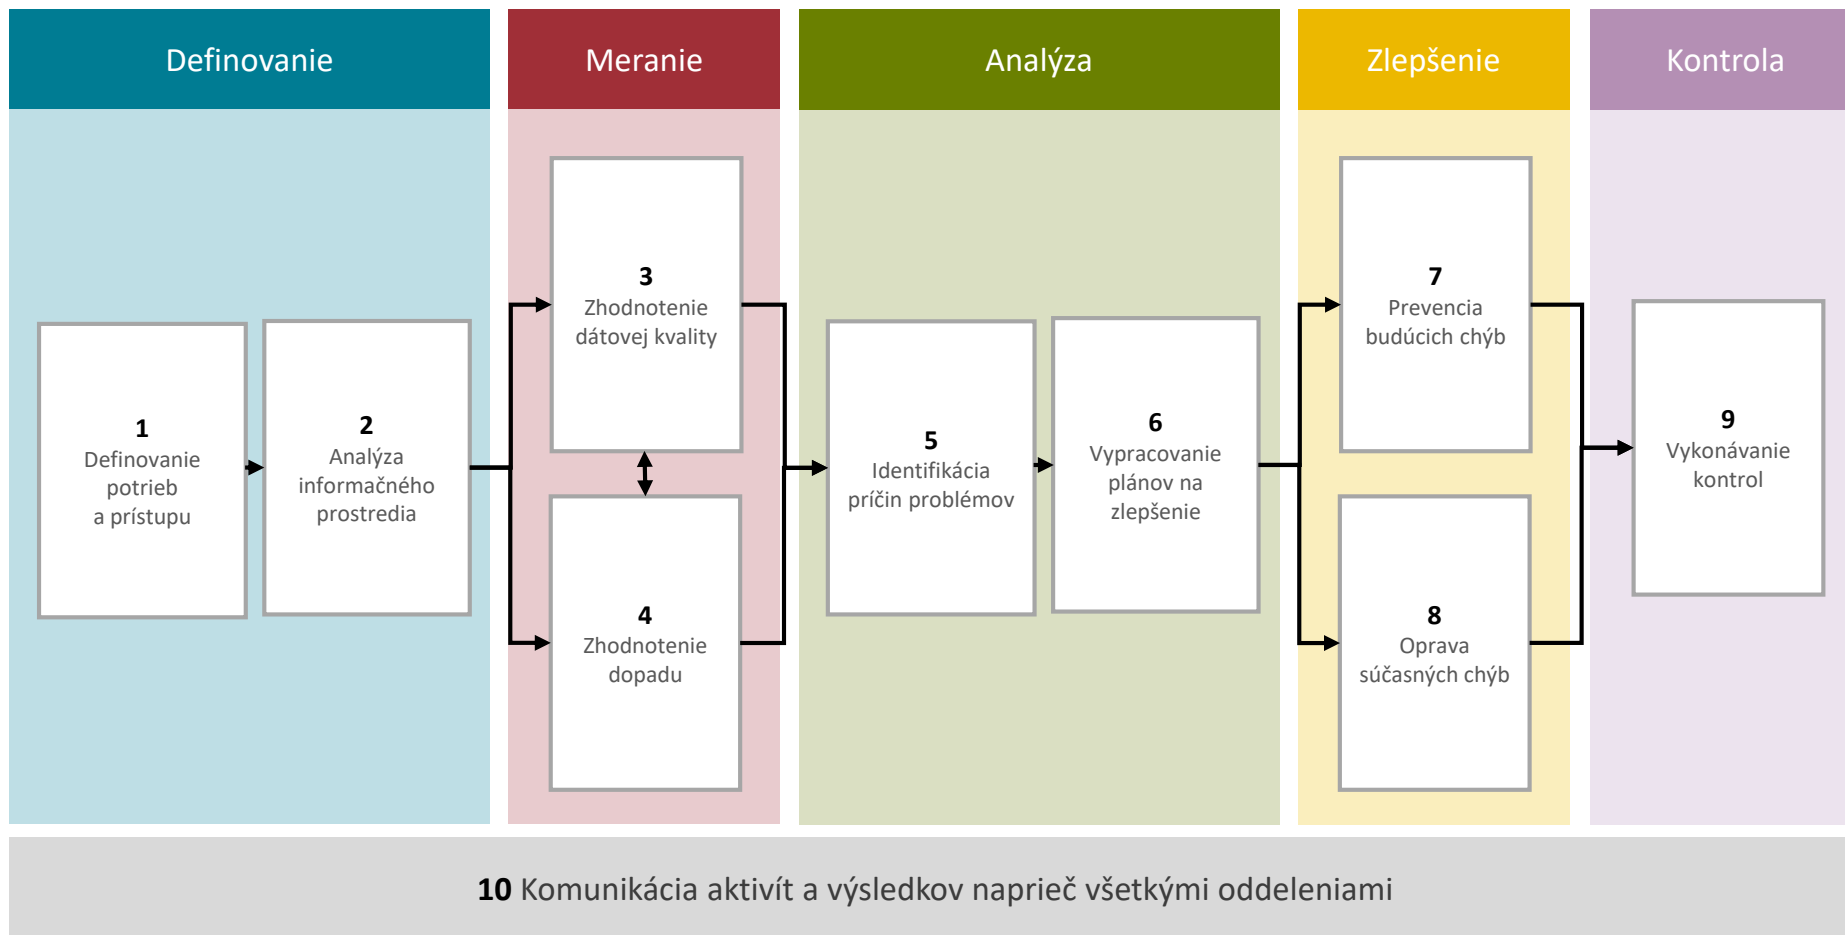 Definovanie
Meranie
Analýza
Zlepšenie
Kontrola
1
Definovanie
potrieb
a prístupu
2
Analýza
informačného
prostredia
3
Zhodnotenie
dátovej kvality
4
Zhodnotenie
dopadu
5
Identifikácia
príčin problémov
6
Vypracovanie
plánov na
zlepšenie
7
Prevencia
budúcich chýb
8
Oprava
súčasných chýb
9
Vykonávanie
kontrol
10 Komunikácia aktivít a výsledkov naprieč všetkými oddeleniami